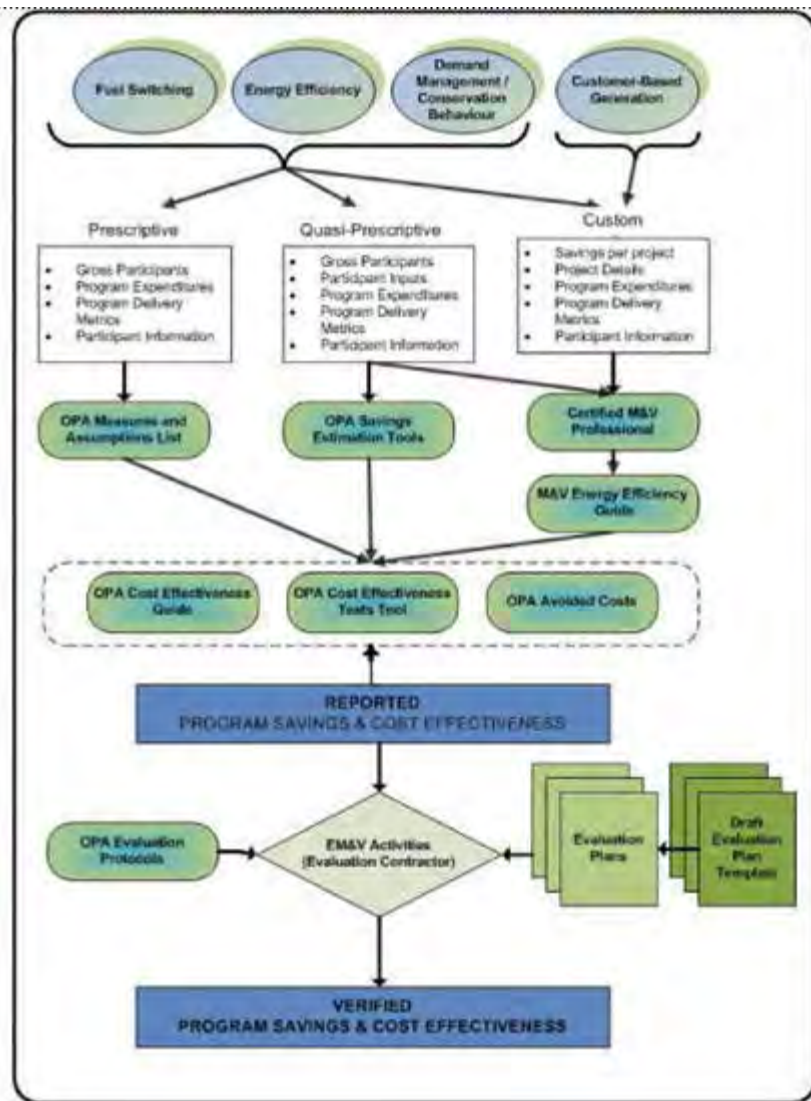 Fuel Switching
Energy Efficiency
Demand
Management /
Conservation
Behaviour
Customer-Based
Generation
Prescriptive
Quasi-Prescriptive
Custom
• Gross Participants
• Program Expenditures
• Program Delivery
Metrics
• Participant Information
• Gross Participants
• Participant Inputs
• Program Expenditures
• Program Delivery
Metrics
• Participant Information
• Savings per project
• Project Details
• Program Expenditures
• Program Delivery
Metrics
• Participant Information
OPA Measures and
Assumptions List
OPA Savings
Estimation Tools
Certified M&V
Professional
M&V Energy Efficiency
Guide
OPA Cost Effectiveness
Guide
OPA Cost Effectiveness
Tests Tool
OPA Avoided Costs
REPORTED
PROGRAM SAVINGS & COST EFFECTIVENESS
OPA Evaluation
Protocols
EM&V Activities
(Evaluation Contractor)
Evaluation
Plans
Draft
Evaluation
Plan
Template
VERIFIED
PROGRAM SAVINGS & COST EFFECTIVENESS